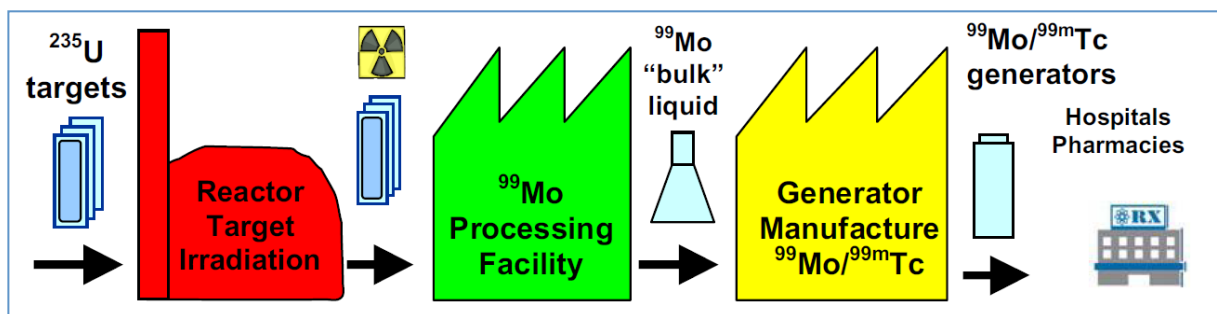 ²³⁵U
targets
Reactor
Target
Irradiation
⁹⁹Mo
Processing
Facility
⁹⁹Mo
“bulk”
liquid
Generator
Manufacture
⁹⁹Mo/⁹⁹ᵐTc
⁹⁹Mo/⁹⁹ᵐTc
generators
Hospitals
Pharmacies
RX